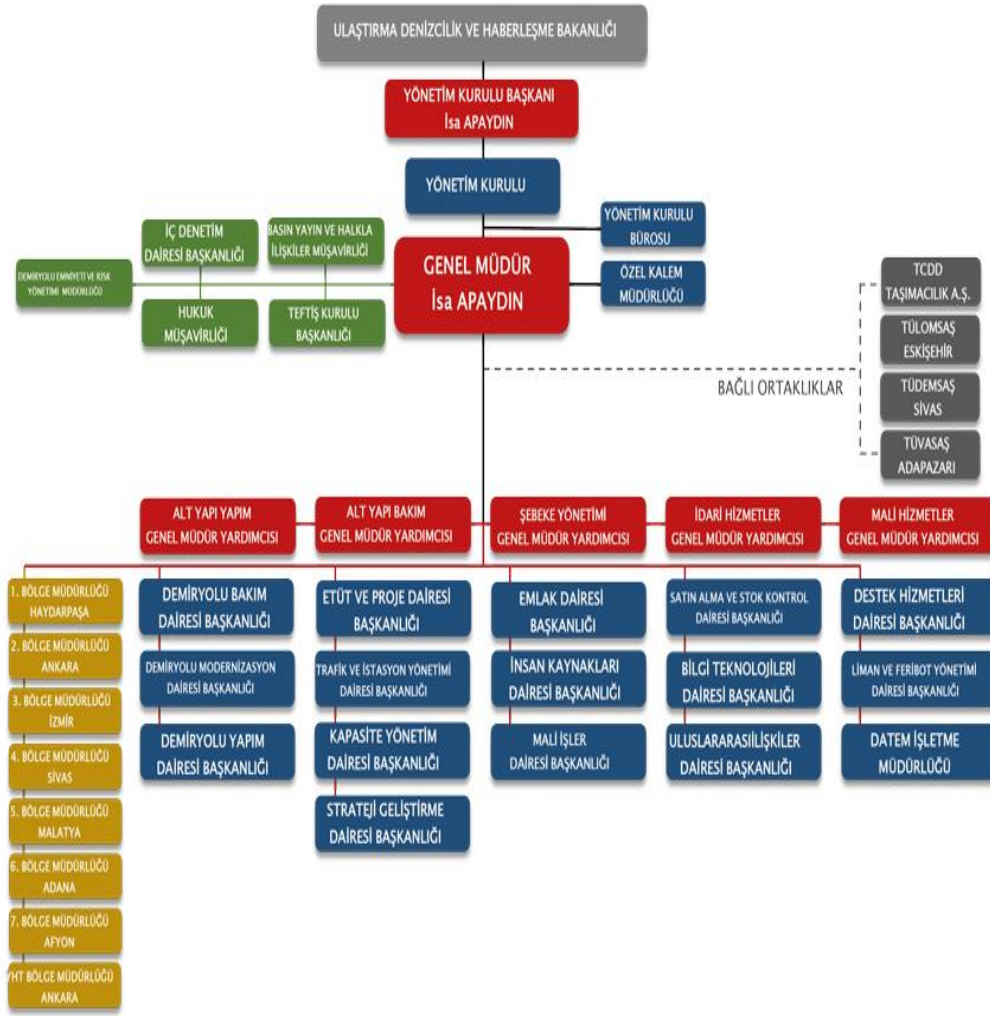 ULAŞTIRMA DENİZCİLİK VE HABERLEŞME BAKANLIĞI
YÖNETİM KURULU BAŞKANI
İsa APAYDIN
YÖNETİM KURULU
YÖNETİM KURULU
BÜROSU
İÇ DENETİM
DAİRESİ BAŞKANLIĞI
BASIN YAYIN VE HALKLA
İLİŞKİLER MÜŞAVİRLİĞİ
GENEL MÜDÜR
İsa APAYDIN
ÖZEL KALEM
MÜDÜRLÜĞÜ
DEMİRYOLU EMNİYETİ VE RİSK
YÖNETİMİ MÜDÜRLÜĞÜ
HUKUK
MÜŞAVİRLİĞİ
TEFTİŞ KURULU
BAŞKANLIĞI
TCDD
TAŞIMACILIK A.Ş.
TÜLOMSAŞ
ESKİŞEHİR
BAĞLI ORTAKLIKLAR
TÜDEMSAŞ
SİVAS
TÜVASAŞ
ADAPAZARI
ALT YAPI YAPIM
GENEL MÜDÜR YARDIMCISI
ALT YAPI BAKIM
GENEL MÜDÜR YARDIMCISI
ŞEBEKE YÖNETİMİ
GENEL MÜDÜR YARDIMCISI
İDARİ HİZMETLER
GENEL MÜDÜR YARDIMCISI
MALİ HİZMETLER
GENEL MÜDÜR YARDIMCISI
1. BÖLGE MÜDÜRLÜĞÜ
HAYDARPAŞA
2. BÖLGE MÜDÜRLÜĞÜ
ANKARA
3. BÖLGE MÜDÜRLÜĞÜ
İZMİR
4. BÖLGE MÜDÜRLÜĞÜ
SİVAS
5. BÖLGE MÜDÜRLÜĞÜ
MALATYA
6. BÖLGE MÜDÜRLÜĞÜ
ADANA
7. BÖLGE MÜDÜRLÜĞÜ
AFYON
YHT BÖLGE MÜDÜRLÜĞÜ
ANKARA
DEMİRYOLU BAKIM
DAİRESİ BAŞKANLIĞI
DEMİRYOLU MODERNİZASYON
DAİRESİ BAŞKANLIĞI
DEMİRYOLU YAPIM
DAİRESİ BAŞKANLIĞI
ETÜT VE PROJE DAİRESİ
BAŞKANLIĞI
TRAFİK VE İSTASYON YÖNETİMİ
DAİRESİ BAŞKANLIĞI
KAPASİTE YÖNETİM
DAİRESİ BAŞKANLIĞI
STRATEJİ GELİŞTİRME
DAİRESİ BAŞKANLIĞI
EMLAK DAİRESİ
BAŞKANLIĞI
İNSAN KAYNAKLARI
DAİRESİ BAŞKANLIĞI
MALİ İŞLER
DAİRESİ BAŞKANLIĞI
SATIN ALMA VE STOK KONTROL
DAİRESİ BAŞKANLIĞI
BİLGİ TEKNOLOJİLERİ
DAİRESİ BAŞKANLIĞI
ULUSLARARASIİLİŞKİLER
DAİRESİ BAŞKANLIĞI
DESTEK HİZMETLERİ
DAİRESİ BAŞKANLIĞI
LİMAN VE FERİBOT YÖNETİMİ
DAİRESİ BAŞKANLIĞI
DATEM İŞLETME
MÜDÜRLÜĞÜ